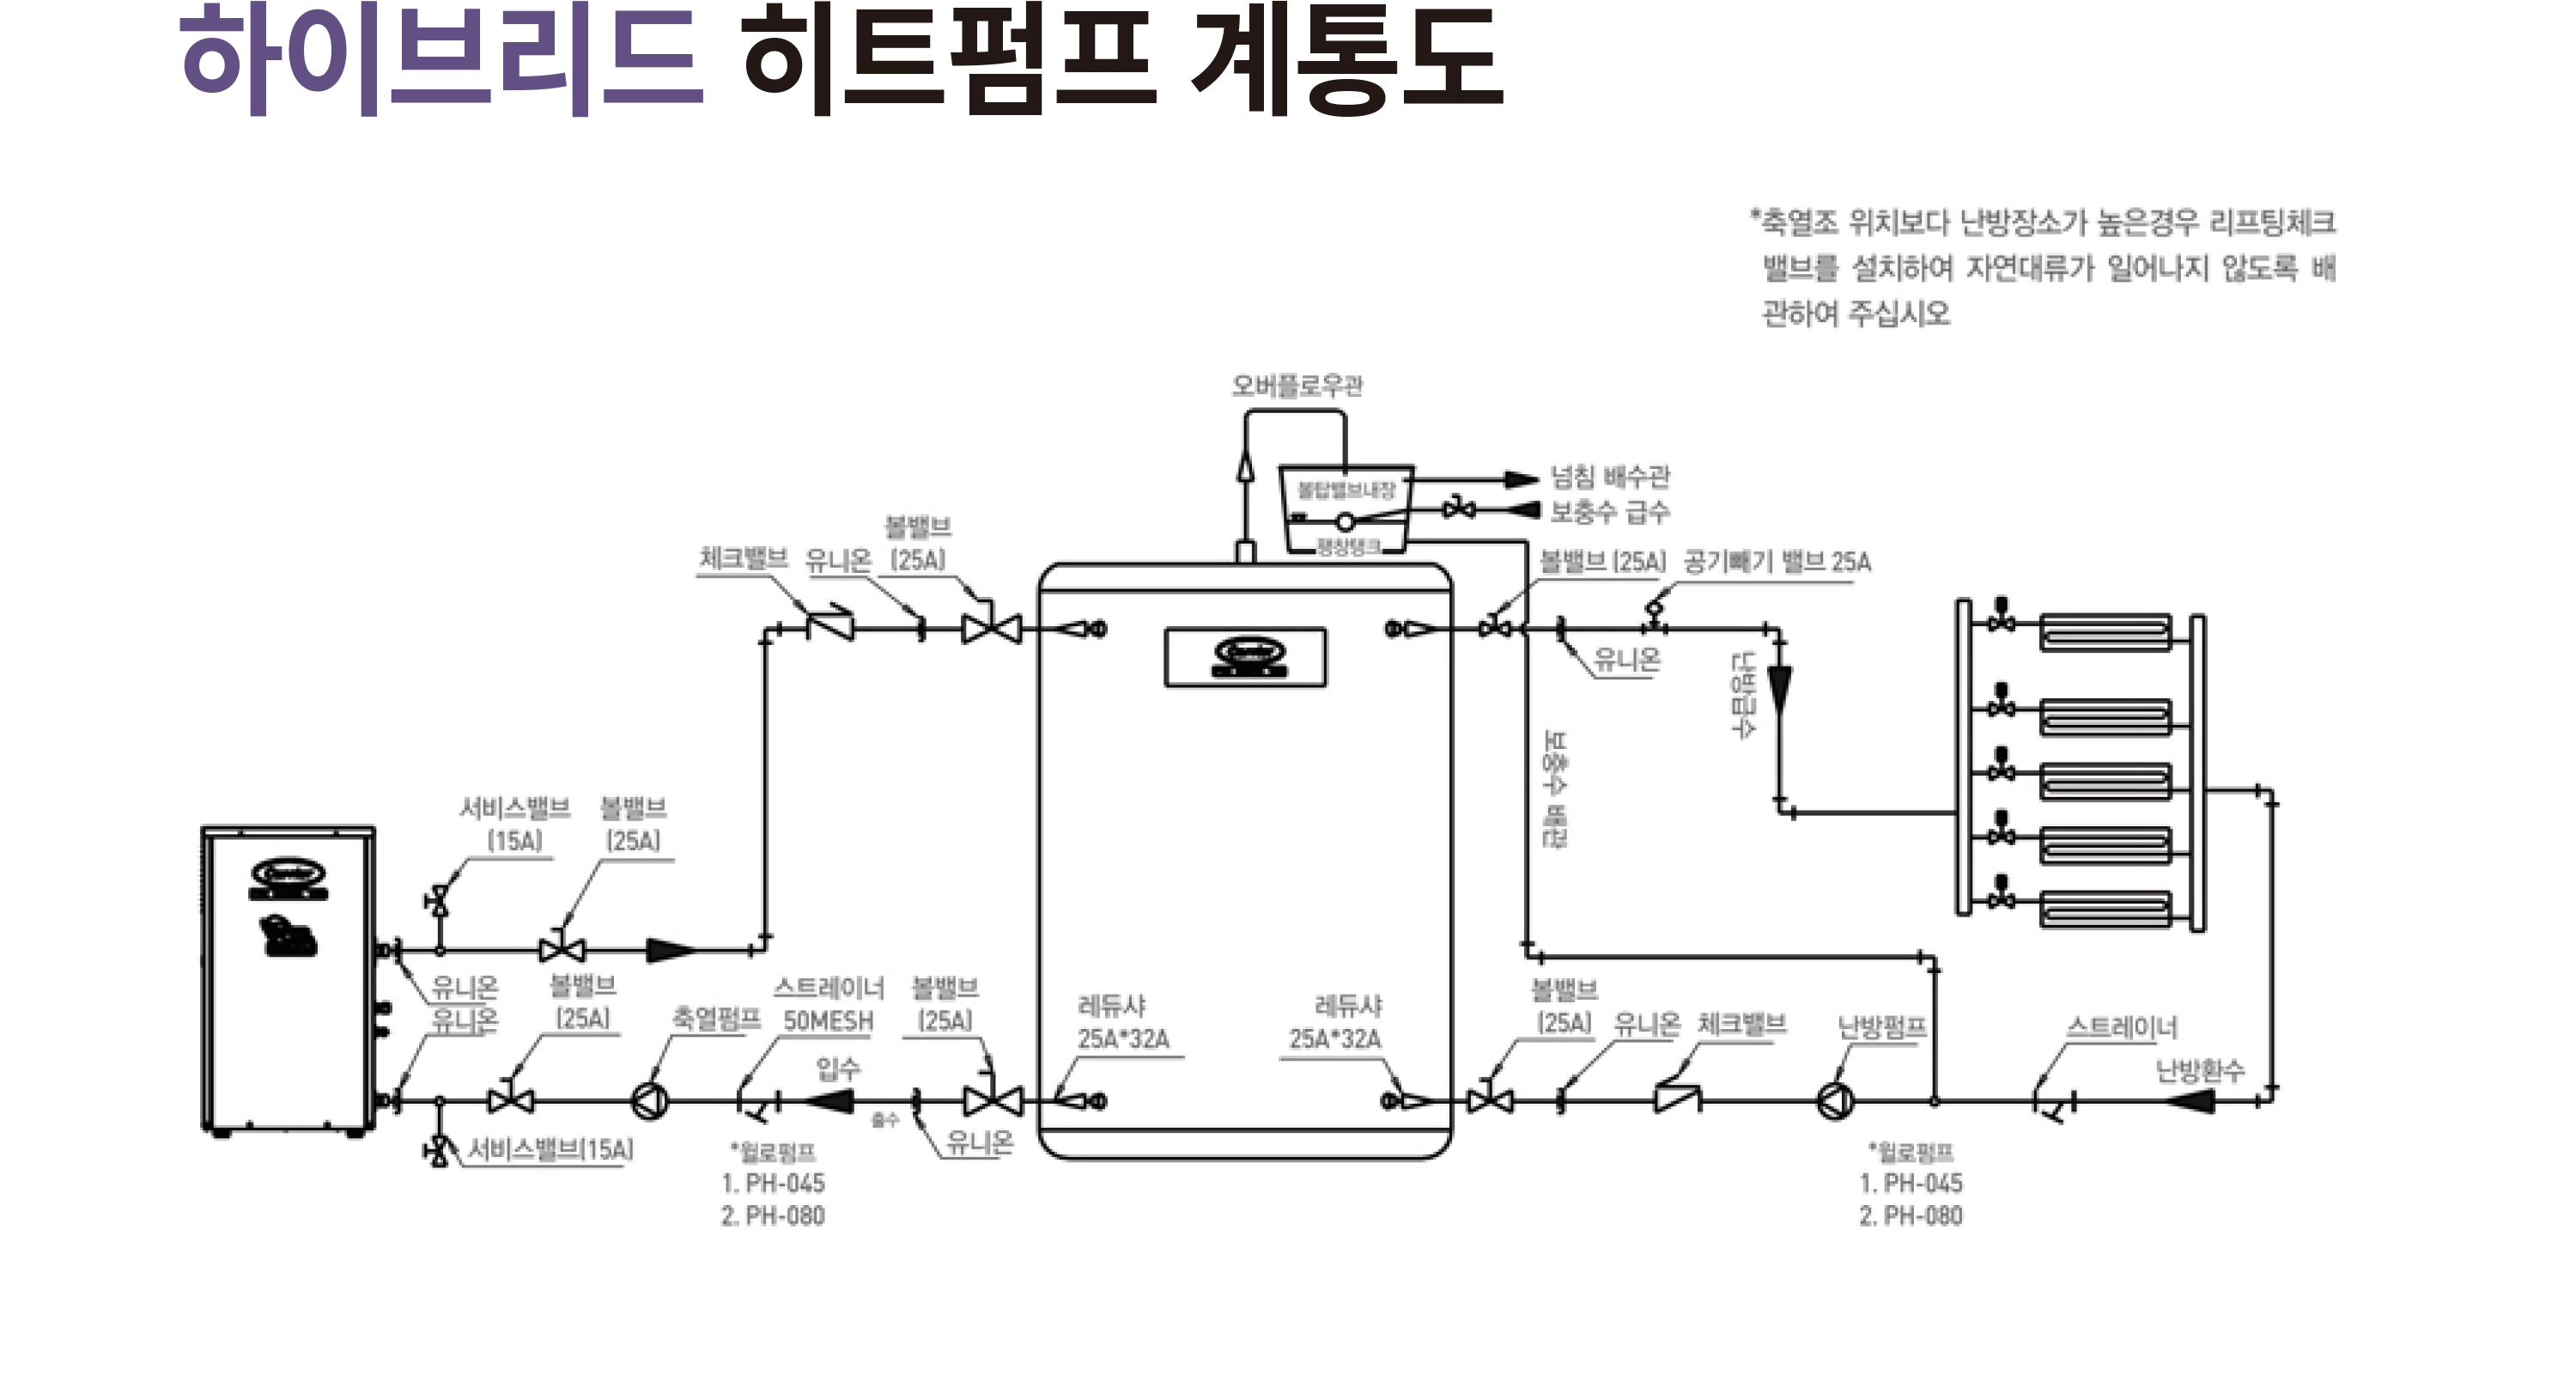 하이브리드 히트펌프 계통도
*축열조 위치보다 난방장소가 높은경우 리프팅체크
밸브를 설치하여 자연대류가 일어나지 않도록 배
관하여 주십시오
오버플로우관
볼탑밸브내장
팽창탱크
넘침 배수관
보충수 급수
체크밸브
유니온
볼밸브
(25A)
볼밸브 (25A)
공기빼기 밸브 25A
유니온
난방급수
보충수 배관
Carrier
서비스밸브
(15A)
볼밸브
(25A)
Carrier
유니온
유니온
볼밸브
(25A)
축열펌프
스트레이너
50MESH
볼밸브
(25A)
입수
출수
유니온
서비스밸브(15A)
*윌로펌프
1. PH-045
2. PH-080
레듀샤
25A*32A
레듀샤
25A*32A
볼밸브
(25A)
유니온
체크밸브
난방펌프
스트레이너
난방환수
*윌로펌프
1. PH-045
2. PH-080